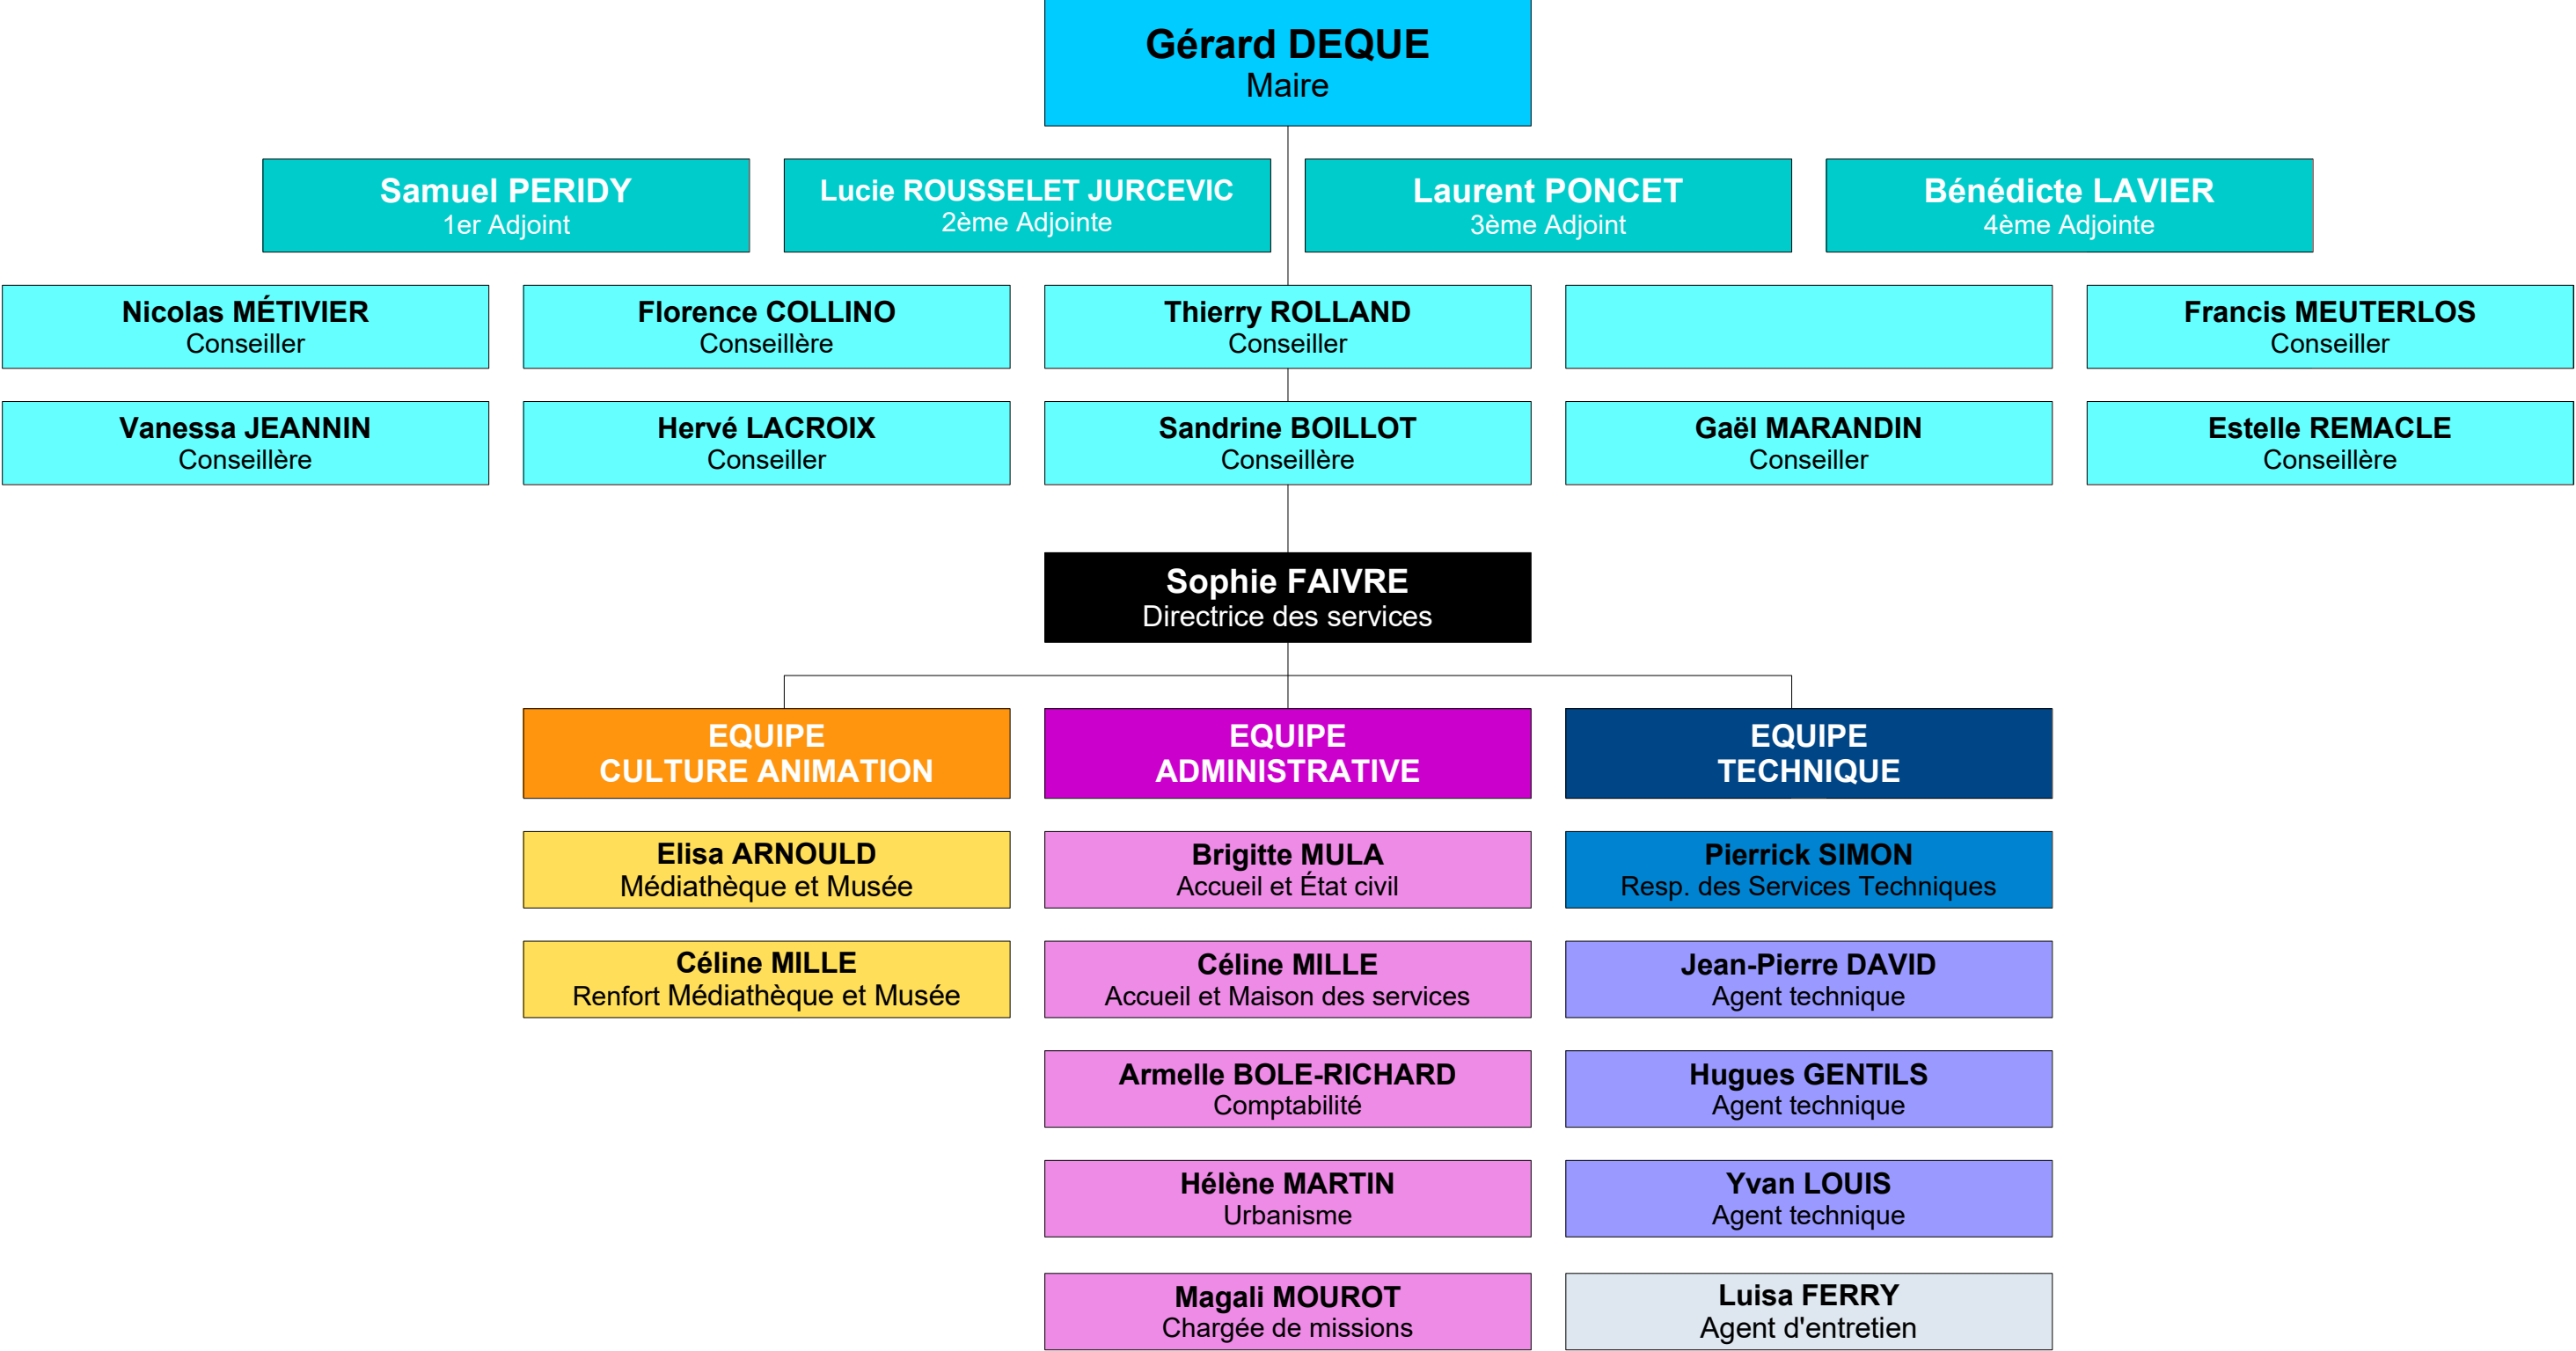 Gérard DEQUE
Maire
Samuel PERIDY
1er Adjoint
Lucie ROUSSELET JURCEVIC
2ème Adjointe
Laurent PONCET
3ème Adjoint
Bénédicte LAVIER
4ème Adjointe
Nicolas MÉTIVIER
Conseiller
Florence COLLINO
Conseillère
Thierry ROLLAND
Conseiller
Francis MEUTERLOS
Conseiller
Vanessa JEANNIN
Conseillère
Hervé LACROIX
Conseiller
Sandrine BOILLOT
Conseillère
Gaël MARANDIN
Conseiller
Estelle REMACLE
Conseillère
Sophie FAIVRE
Directrice des services
EQUIPE
CULTURE ANIMATION
Elisa ARNOULD
Médiathèque et Musée
Céline MILLE
Renfort Médiathèque et Musée
EQUIPE
ADMINISTRATIVE
Brigitte MULA
Accueil et État civil
Céline MILLE
Accueil et Maison des services
Armelle BOLE-RICHARD
Comptabilité
Hélène MARTIN
Urbanisme
Magali MOUROT
Chargée de missions
EQUIPE
TECHNIQUE
Pierrick SIMON
Resp. des Services Techniques
Jean-Pierre DAVID
Agent technique
Hugues GENTILS
Agent technique
Yvan LOUIS
Agent technique
Luisa FERRY
Agent d'entretien